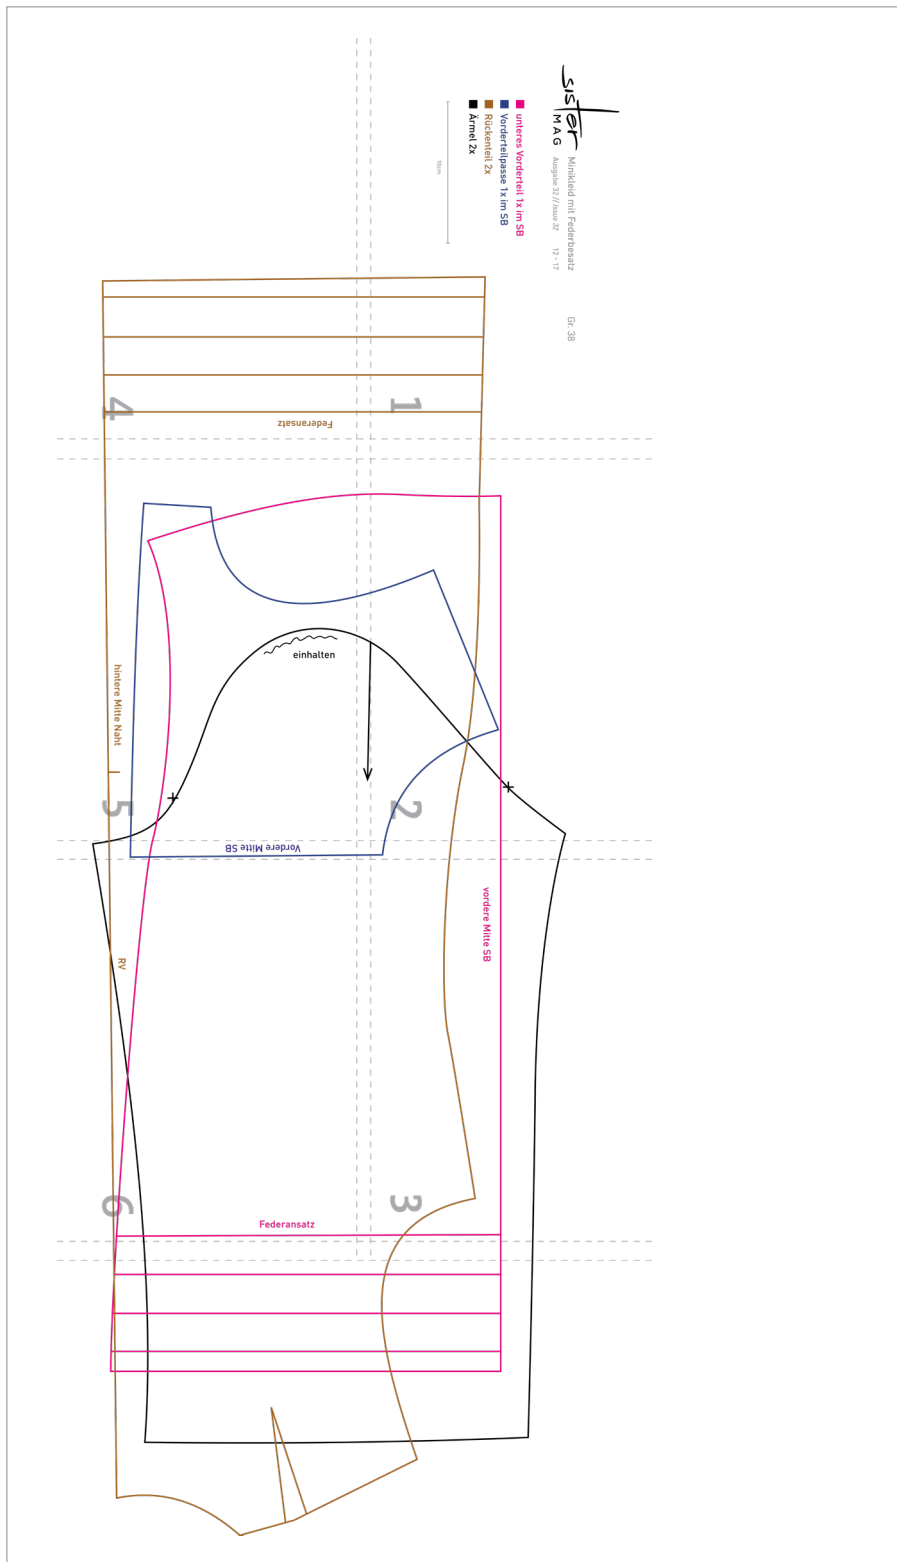 sister
MAG
Minikleid mit Federbesatz
Gr. 38
Ausgabe 32 // Issue 32
12 - 17
unteres Vorderteil 1x im SB
Vorderteilpasse 1x im SB
Rückenteil 2x
Ärmel 2x
10cm
4
1
Federansatz
einhalten
hintere Mitte Naht
5
2
Vordere Mitte SB
vordere Mitte SB
RV
6
3
Federansatz